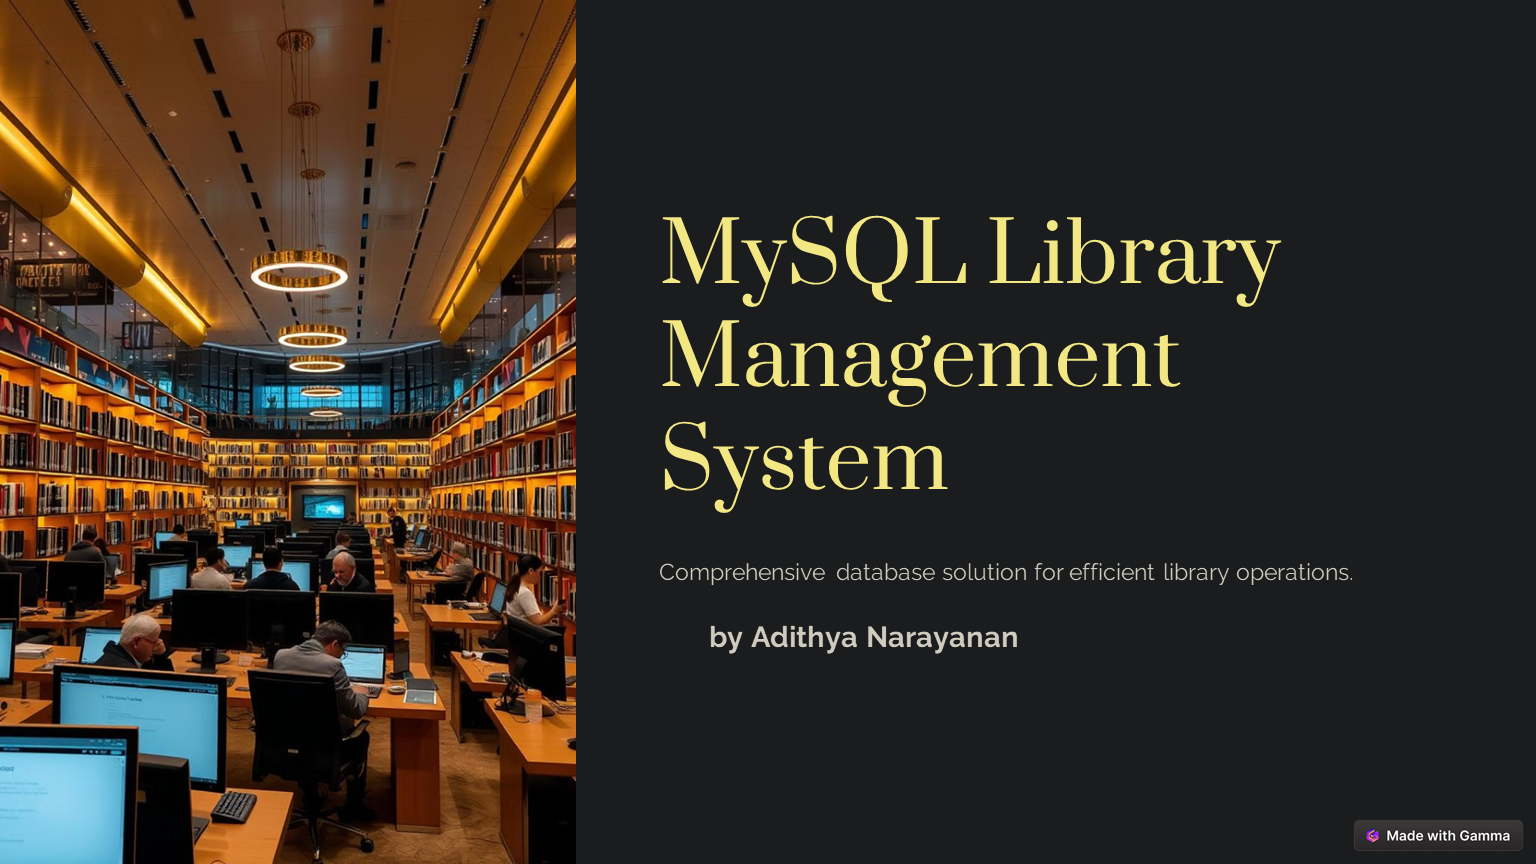 MySQL Library
Management
System
Comprehensive database solution for efficient library operations.
by Adithya Narayanan
Made with Gamma